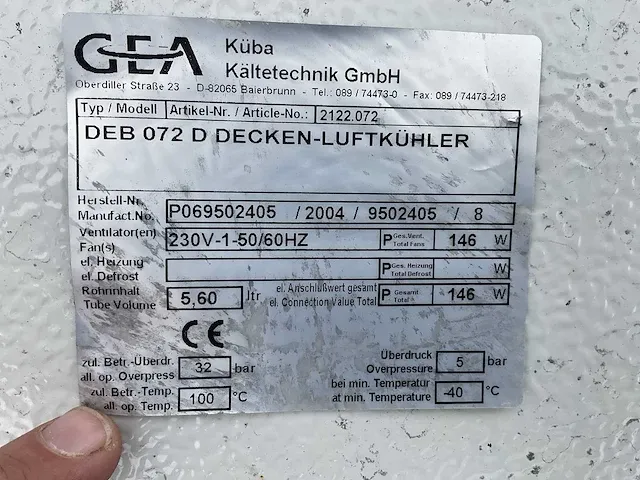 GEA Küba
Kältetechnik GmbH
Oberdiller Straße 23 - D-82065 Baierbrunn - Tel.: 089 / 74473-0 - Fax: 089 / 74473-218
Typ / Modell Artikel-Nr. / Article-No.: 2122.072
DEB 072 D DECKEN-LUFTKÜHLER
Herstell-Nr.
Manufact.No. P069502405 / 2004 / 9502405 / 8
Ventilator(en)
Fan(s) 230V-1-50/60HZ P Ges.Vent. Total Fans 146 W
el. Heizung
el. Defrost P Ges. Heizung Total Defrost W
Rohrinhalt
Tube Volume 5,60 ltr el. Anschlußwert gesamt
el. Connection Value Total P Gesamt Total 146 W
CE
zul. Betr.-Überdr.
all. op. Overpress 32 bar
Überdruck
Overpressure 5 bar
zul. Betr.-Temp.
all. op. Temp. 100 °C
bei min. Temperatur
at min. Temperature -40 °C